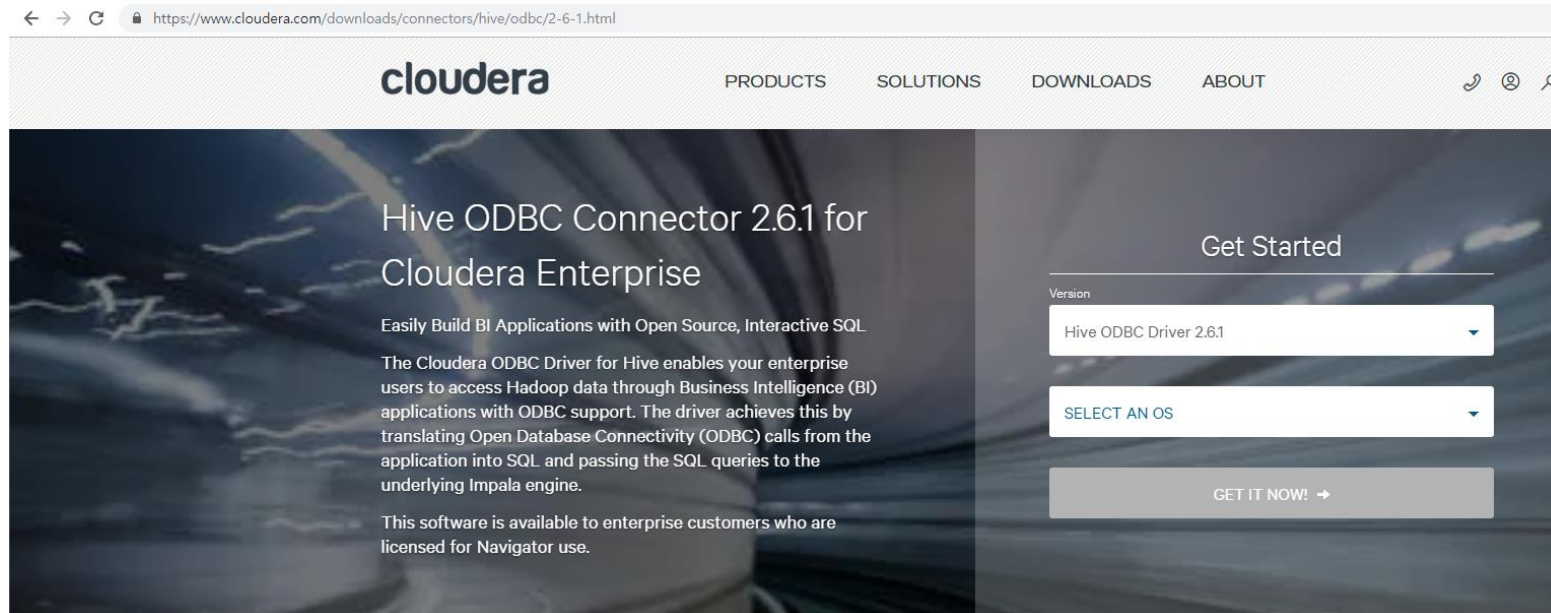 https://www.cloudera.com/downloads/connectors/hive/odbc/2-6-1.html
cloudera
PRODUCTS
SOLUTIONS
DOWNLOADS
ABOUT
Hive ODBC Connector 2.6.1 for
Cloudera Enterprise
Easily Build BI Applications with Open Source, Interactive SQL
The Cloudera ODBC Driver for Hive enables your enterprise
users to access Hadoop data through Business Intelligence (BI)
applications with ODBC support. The driver achieves this by
translating Open Database Connectivity (ODBC) calls from the
application into SQL and passing the SQL queries to the
underlying Impala engine.
This software is available to enterprise customers who are
licensed for Navigator use.
Get Started
Version
Hive ODBC Driver 2.6.1
SELECT AN OS
GET IT NOW!